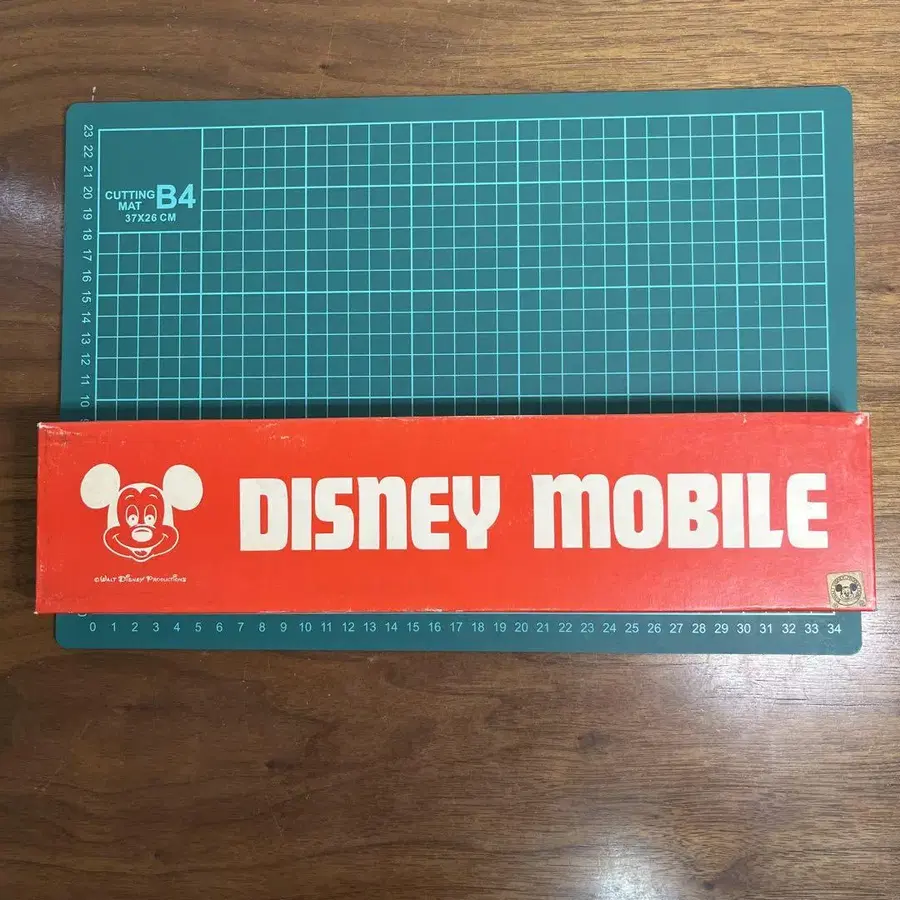 CUTTING
MAT
B4
37X26 CM
23
22
21
20
19
18
17
16
15
14
13
12
11
10
DISNEY MOBILE
©WALT DISNEY PRODUCTIONS
0 1 2 3 4 5 6 7 8 9 10 11 12 13 14 15 16 17 18 19 20 21 22 23 24 25 26 27 28 29 30 31 32 33 34